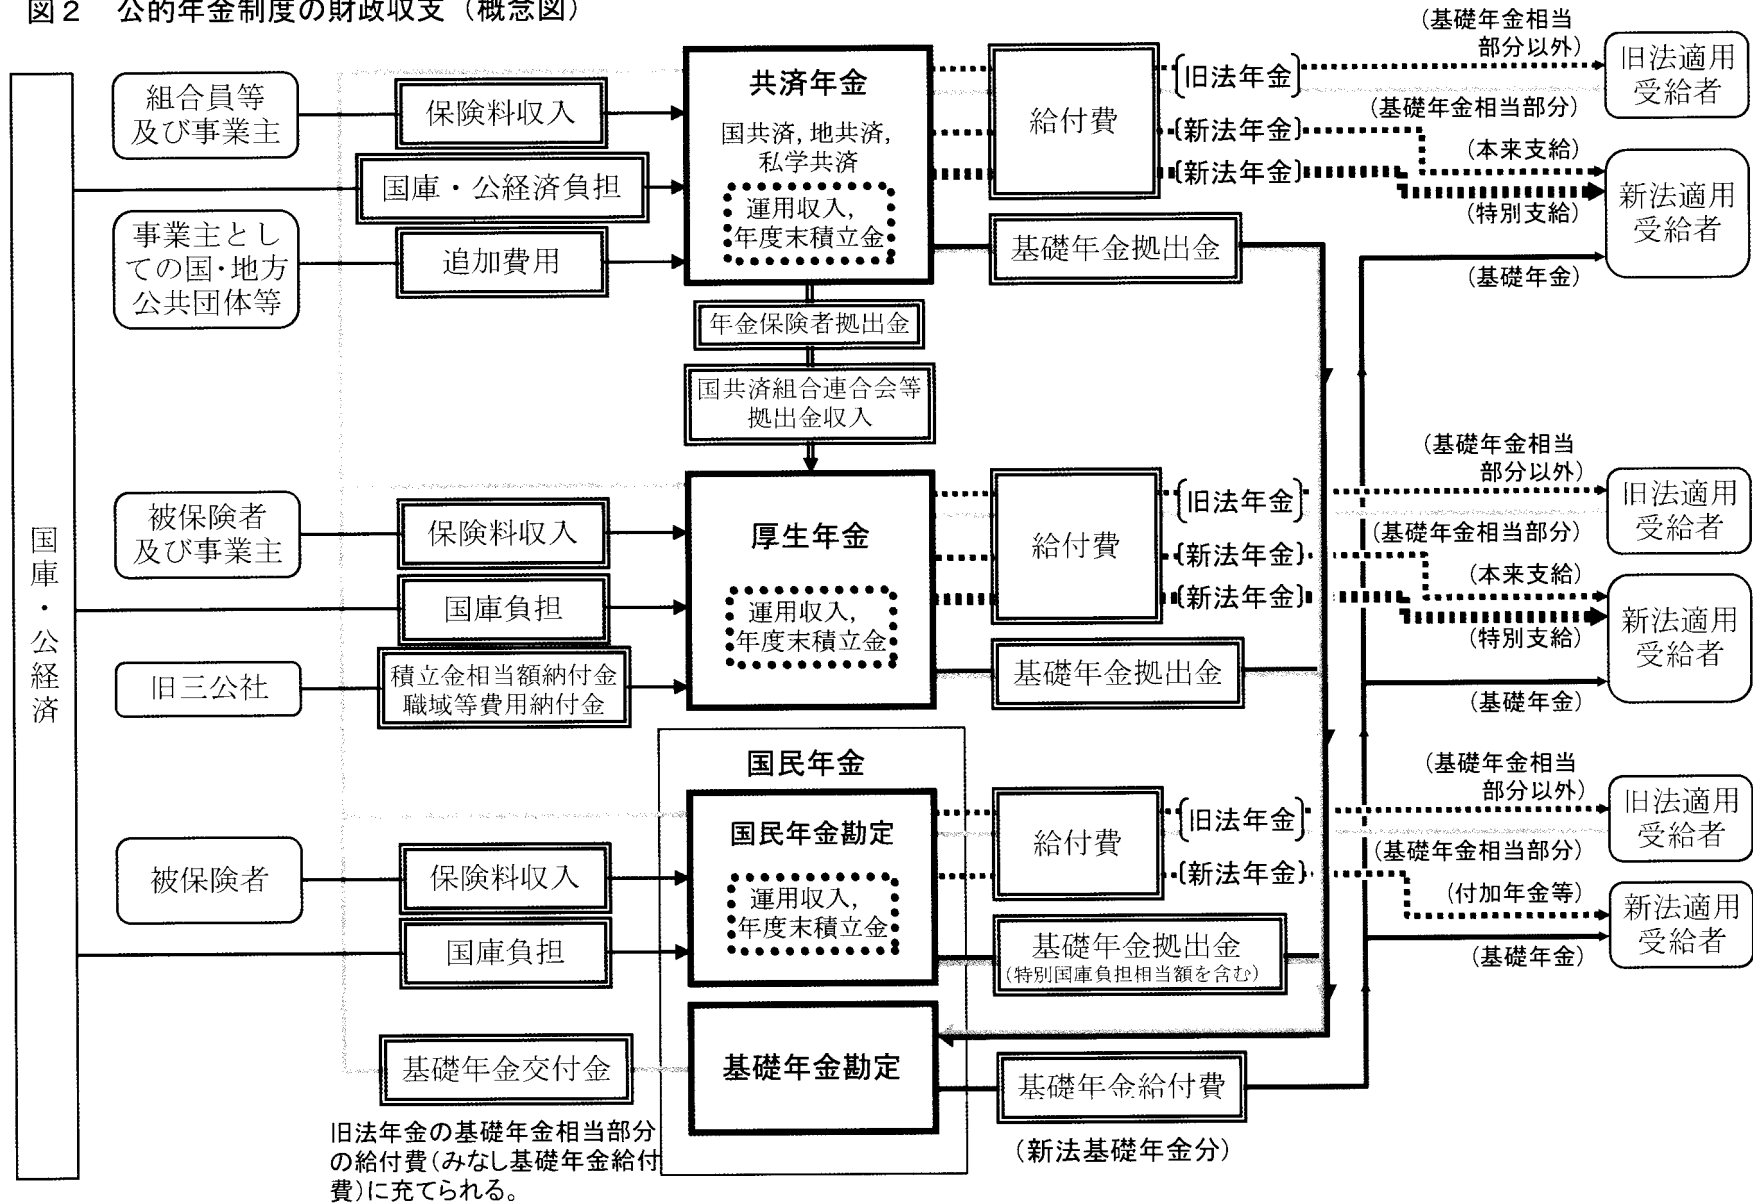 図2 公的年金制度の財政収支（概念図）
国庫・公経済
組合員等
及び事業主
保険料収入
国庫・公経済負担
事業主とし
ての国・地方
公共団体等
追加費用
共済年金
国共済，地共済，
私学共済
運用収入，
年度末積立金
給付費
〔旧法年金〕
〔新法年金〕
〔新法年金〕
基礎年金拠出金
（基礎年金相当
部分以外）
（基礎年金相当部分）
（本来支給）
（特別支給）
（基礎年金）
旧法適用
受給者
新法適用
受給者
年金保険者拠出金
国共済組合連合会等
拠出金収入
被保険者
及び事業主
保険料収入
国庫負担
旧三公社
積立金相当額納付金
職域等費用納付金
厚生年金
運用収入，
年度末積立金
給付費
〔旧法年金〕
〔新法年金〕
〔新法年金〕
基礎年金拠出金
（基礎年金相当
部分以外）
（基礎年金相当部分）
（本来支給）
（特別支給）
（基礎年金）
旧法適用
受給者
新法適用
受給者
国民年金
被保険者
保険料収入
国庫負担
国民年金勘定
運用収入，
年度末積立金
給付費
〔旧法年金〕
〔新法年金〕
基礎年金拠出金
（特別国庫負担相当額を含む）
（基礎年金相当
部分以外）
（基礎年金相当部分）
（付加年金等）
（基礎年金）
旧法適用
受給者
新法適用
受給者
基礎年金交付金
基礎年金勘定
基礎年金給付費
（新法基礎年金分）
旧法年金の基礎年金相当部分
の給付費（みなし基礎年金給付
費）に充てられる。